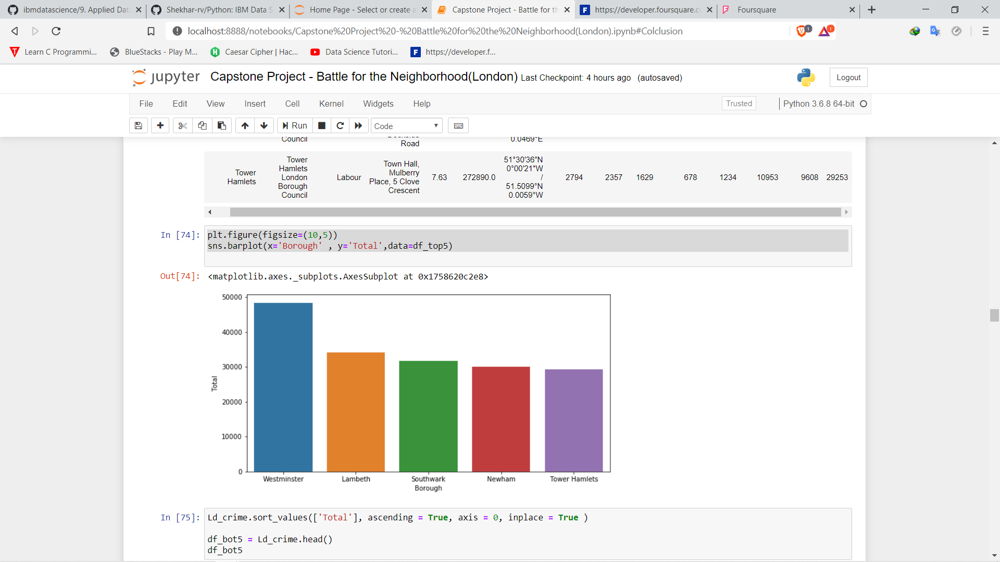 ibmdatascience/9. Applied Dat
Shekhar-rv/Python: IBM Data S
Home Page - Select or create a
Capstone Project - Battle for th
https://developer.foursquare.co
Foursquare
localhost:8888/notebooks/Capstone%20Project%20-%20Battle%20for%20the%20Neighborhood(London).ipynb#Colclusion
1
1
Learn C Programmi...
BlueStacks - Play M...
Caesar Cipher | Hac...
Data Science Tutori...
https://developer.f...
jupyter Capstone Project - Battle for the Neighborhood(London) Last Checkpoint: 4 hours ago (autosaved)
Logout
File Edit View Insert Cell Kernel Widgets Help
Trusted
Python 3.6.8 64-bit
Run
Code
Council
Road
0.0469°E
Tower
Hamlets
Tower
Hamlets
London
Borough
Council
Labour
Town Hall,
Mulberry
Place, 5 Clove
Crescent
7.63
272890.0
51°30′36″N
0°00′21″W
/
51.5099°N
0.0059°W
2794 2357 1629 678 1234 10953 9608 29253
In [74]:
plt.figure(figsize=(10,5))
sns.barplot(x='Borough' , y='Total',data=df_top5)
Out[74]:
<matplotlib.axes._subplots.AxesSubplot at 0x1758620c2e8>
50000
40000
30000
20000
10000
0
Total
Westminster Lambeth Southwark Newham Tower Hamlets
Borough
In [75]:
Ld_crime.sort_values(['Total'], ascending = True, axis = 0, inplace = True )
df_bot5 = Ld_crime.head()
df_bot5